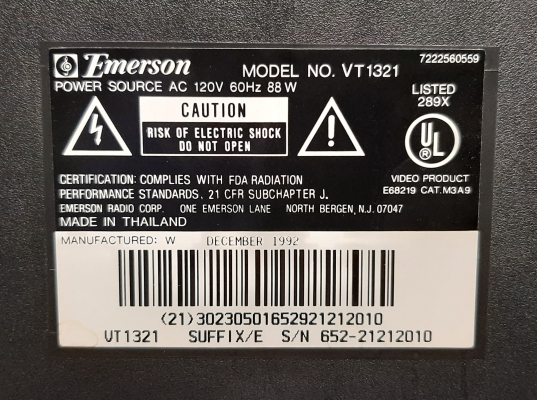 Emerson
7222560559
MODEL NO. VT1321
POWER SOURCE AC 120V 60Hz 88W
LISTED
289X
CAUTION
RISK OF ELECTRIC SHOCK
DO NOT OPEN
UL
®
VIDEO PRODUCT
E68219 CAT.M3A9
CERTIFICATION: COMPLIES WITH FDA RADIATION
PERFORMANCE STANDARDS, 21 CFR SUBCHAPTER J.
EMERSON RADIO CORP. ONE EMERSON LANE NORTH BERGEN, N.J. 07047
MADE IN THAILAND
MANUFACTURED: W DECEMBER 1992
(21)30230501652921212010
VT1321 SUFFIX/E S/N 652-21212010